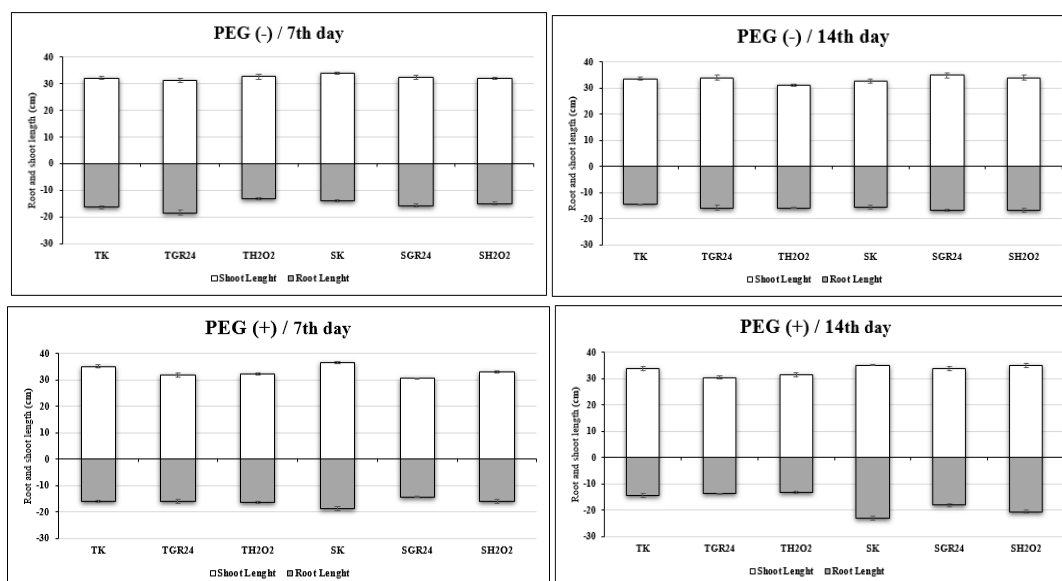 PEG (-) / 7th day
Root and shoot length (cm)
40
30
20
10
0
-10
-20
-30
TK TGR24 TH2O2 SK SGR24 SH2O2
Shoot Lenght Root Lenght
PEG (-) / 14th day
Root and shoot length (cm)
40
30
20
10
0
-10
-20
-30
TK TGR24 TH2O2 SK SGR24 SH2O2
Shoot Lenght Root Lenght
PEG (+) / 7th day
Root and shoot length (cm)
40
30
20
10
0
-10
-20
-30
TK TGR24 TH2O2 SK SGR24 SH2O2
Shoot Lenght Root Lenght
PEG (+) / 14th day
Root and shoot length (cm)
40
30
20
10
0
-10
-20
-30
TK TGR24 TH2O2 SK SGR24 SH2O2
Shoot Lenght Root Lenght